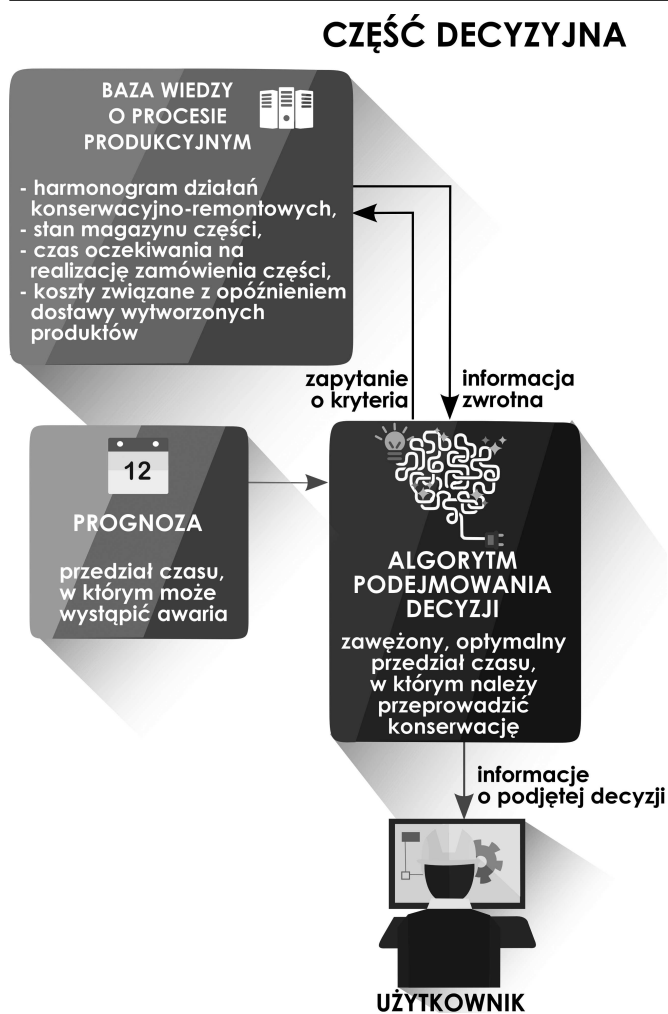 CZĘŚĆ DECYZYJNA
BAZA WIEDZY
O PROCESIE
PRODUKCYJNYM
- harmonogram działań
konserwacyjno-remontowych,
- stan magazynu części,
- czas oczekiwania na
realizację zamówienia części,
- koszty związane z opóźnieniem
dostawy wytworzonych
produktów
zapytanie
o kryteria
informacja
zwrotna
12
PROGNOZA
przedział czasu,
w którym może
wystąpić awaria
ALGORYTM
PODEJMOWANIA
DECYZJI
zawężony, optymalny
przedział czasu,
w którym należy
przeprowadzić
konserwację
informacje
o podjętej decyzji
UŻYTKOWNIK